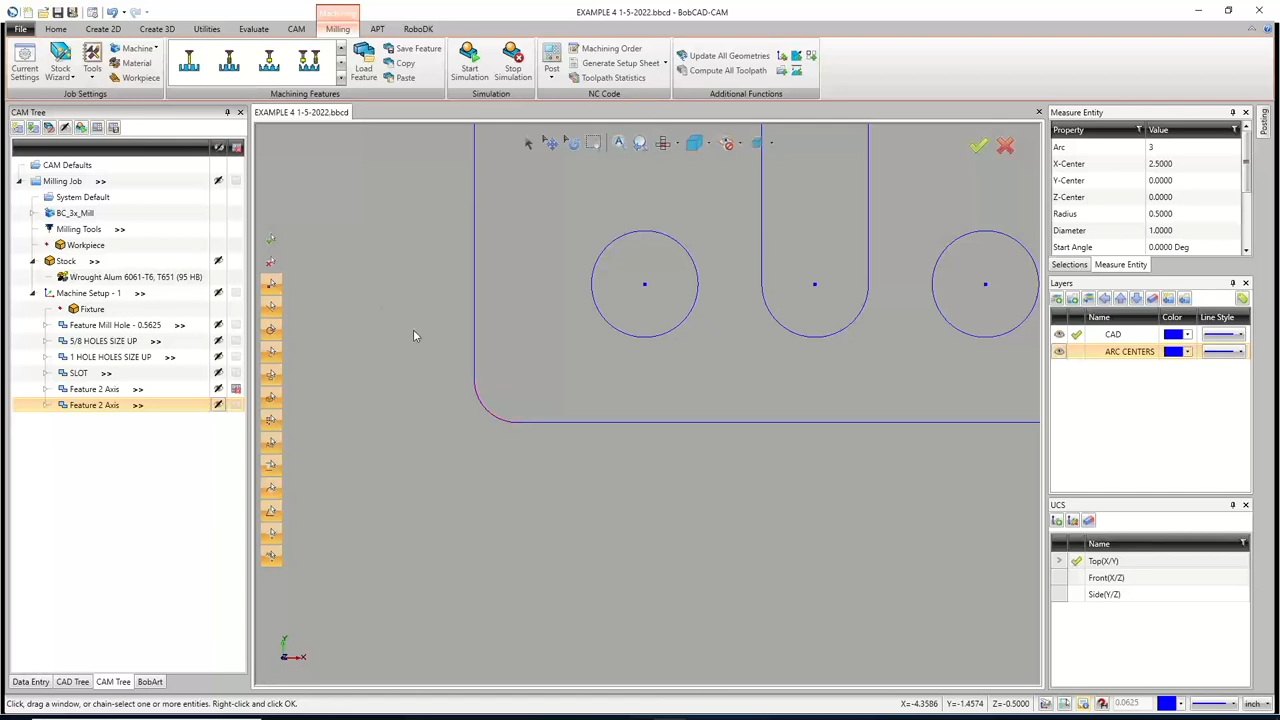 EXAMPLE 4 1-5-2022.bbcd - BobCAD-CAM
Machining
File Home Create 2D Create 3D Utilities Evaluate CAM Milling APT RoboDK
Current Settings
Stock Wizard
Tools
Machine
Material
Workpiece
Job Settings
Load Feature
Save Feature
Copy
Paste
Machining Features
Start Simulation
Stop Simulation
Simulation
Post
Machining Order
Generate Setup Sheet
Toolpath Statistics
NC Code
Update All Geometries
Compute All Toolpath
Additional Functions
CAM Tree
EXAMPLE 4 1-5-2022.bbcd
CAM Defaults
Milling Job >>
System Default
BC_3x_Mill
Milling Tools >>
Workpiece
Stock >>
Wrought Alum 6061-T6, T651 (95 HB)
Machine Setup - 1 >>
Fixture
Feature Mill Hole - 0.5625 >>
5/8 HOLES SIZE UP >>
1 HOLE HOLES SIZE UP >>
SLOT >>
Feature 2 Axis >>
Feature 2 Axis >>
Data Entry CAD Tree CAM Tree BobArt
Y
X
Z
Measure Entity
Property Value
Arc 3
X-Center 2.5000
Y-Center 0.0000
Z-Center 0.0000
Radius 0.5000
Diameter 1.0000
Start Angle 0.0000 Deg
Selections Measure Entity
Posting
Layers
Name Color Line Style
CAD
ARC CENTERS
UCS
Name
Top(X/Y)
Front(X/Z)
Side(Y/Z)
Click, drag a window, or chain-select one or more entities. Right-click and click OK.
X=-4.3586 Y=-1.4574 Z=-0.5000 0.0625 inch